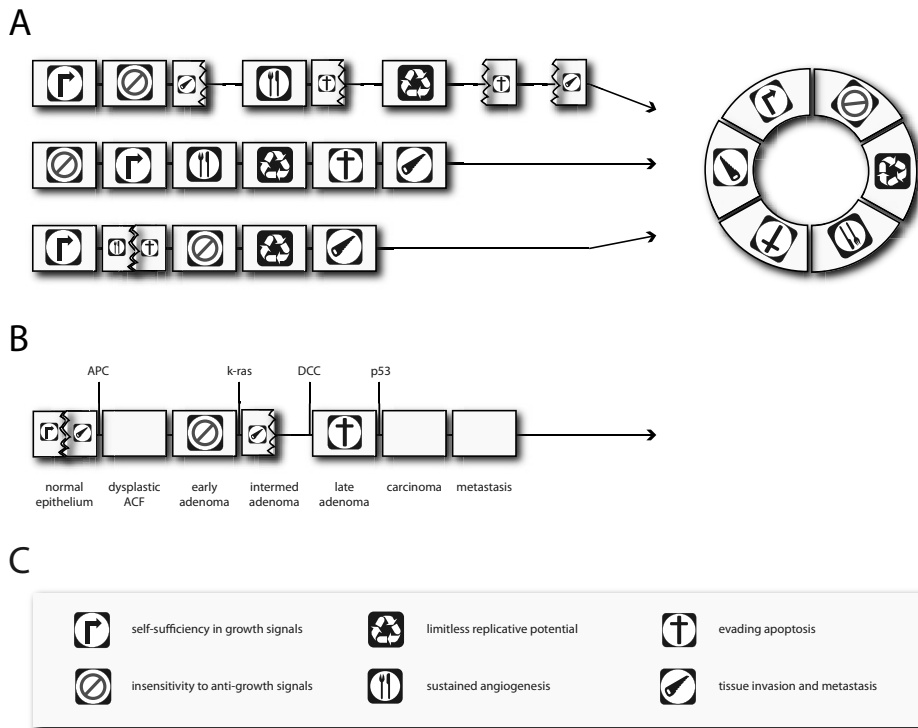 A
B
APC k-ras DCC p53
normal epithelium
dysplastic ACF
early adenoma
intermed adenoma
late adenoma
carcinoma
metastasis
C
self-sufficiency in growth signals
limitless replicative potential
evading apoptosis
insensitivity to anti-growth signals
sustained angiogenesis
tissue invasion and metastasis